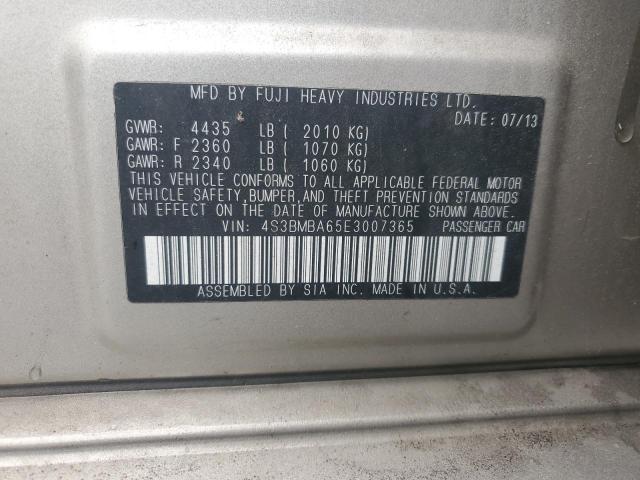 MFD BY FUJI HEAVY INDUSTRIES LTD.
DATE: 07/13
GVWR: 4435 LB ( 2010 KG)
GAWR: F 2360 LB ( 1070 KG)
GAWR: R 2340 LB ( 1060 KG)
THIS VEHICLE CONFORMS TO ALL APPLICABLE FEDERAL MOTOR
VEHICLE SAFETY, BUMPER, AND THEFT PREVENTION STANDARDS
IN EFFECT ON THE DATE OF MANUFACTURE SHOWN ABOVE.
VIN: 4S3BMBA65E3007365 PASSENGER CAR
ASSEMBLED BY SIA INC. MADE IN U.S.A.